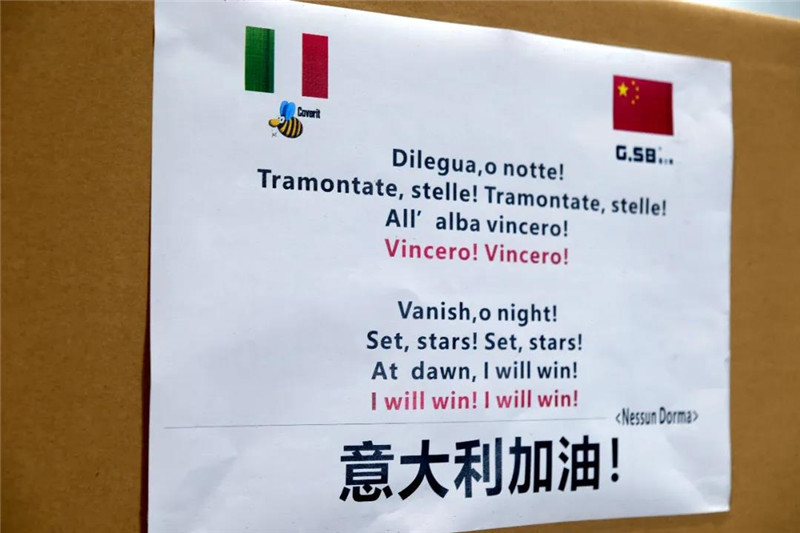 Coverit
G.SB
Dilegua,o notte!
Tramontate, stelle! Tramontate, stelle!
All' alba vincero!
Vincero! Vincero!
Vanish,o night!
Set, stars! Set, stars!
At dawn, I will win!
I will win! I will win!
<Nessun Dorma>
意大利加油!